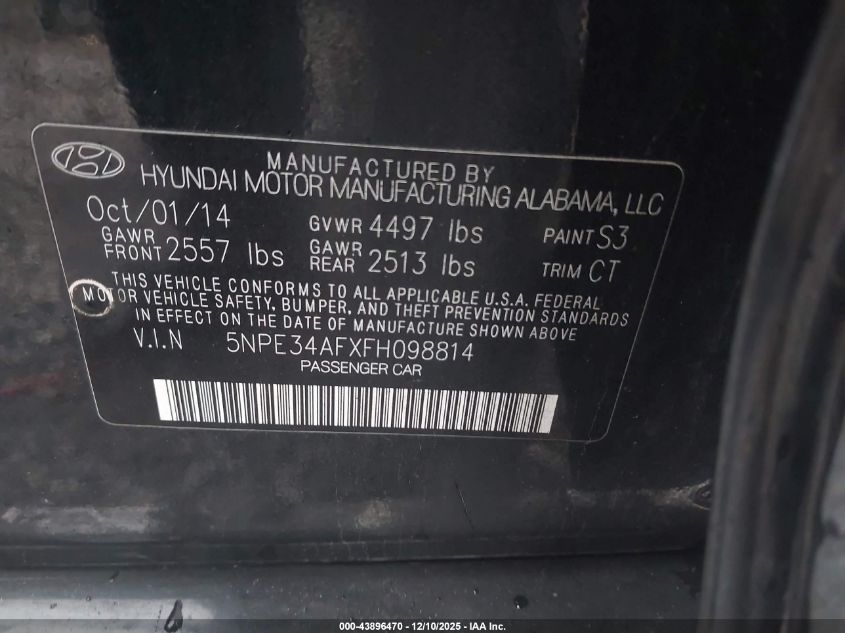 MANUFACTURED BY
HYUNDAI MOTOR MANUFACTURING ALABAMA, LLC
Oct/01/14 GVWR 4497 lbs PAINT S3
GAWR FRONT 2557 lbs GAWR REAR 2513 lbs TRIM CT
THIS VEHICLE CONFORMS TO ALL APPLICABLE U.S.A. FEDERAL
MOTOR VEHICLE SAFETY, BUMPER, AND THEFT PREVENTION STANDARDS
IN EFFECT ON THE DATE OF MANUFACTURE SHOWN ABOVE
V.I.N 5NPE34AFXFH098814
PASSENGER CAR
000-43896470 - 12/10/2025 - IAA Inc.